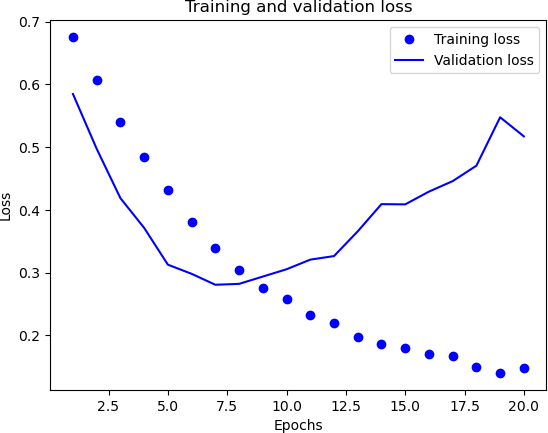 Training and validation loss
Training loss
Validation loss
0.7
0.6
0.5
0.4
0.3
0.2
Loss
2.5 5.0 7.5 10.0 12.5 15.0 17.5 20.0
Epochs